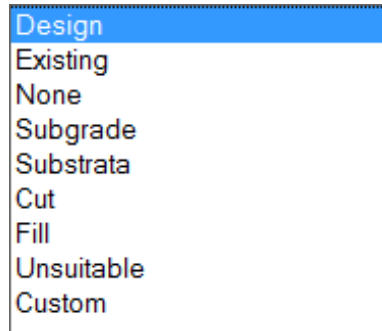 Design
Existing
None
Subgrade
Substrata
Cut
Fill
Unsuitable
Custom